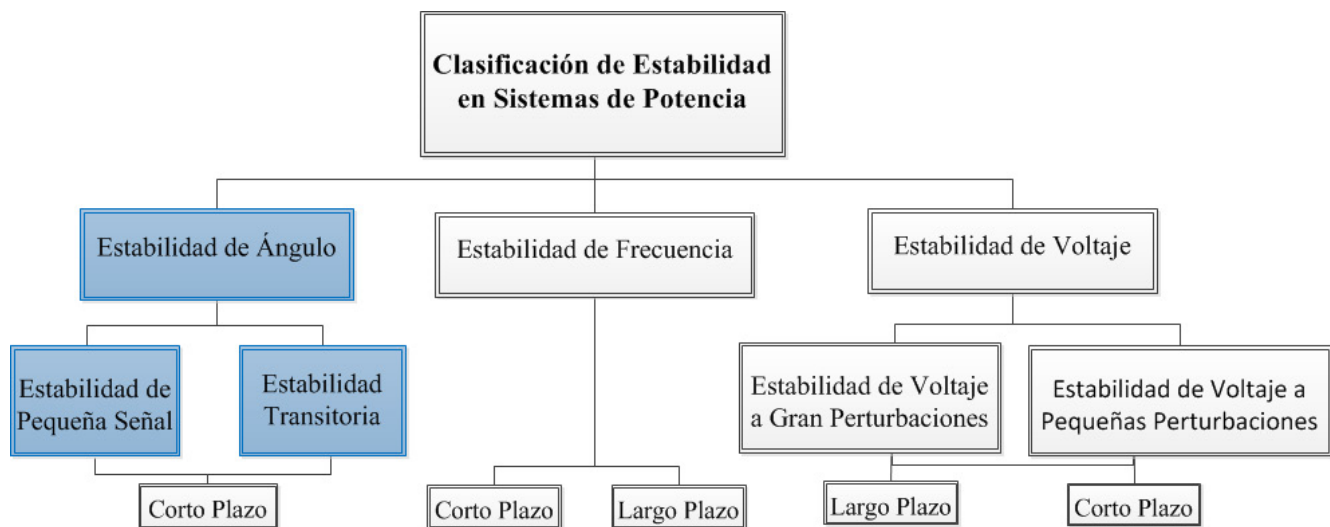 Clasificación de Estabilidad
en Sistemas de Potencia
Estabilidad de Ángulo
Estabilidad de Frecuencia
Estabilidad de Voltaje
Estabilidad de
Pequeña Señal
Estabilidad
Transitoria
Estabilidad de Voltaje
a Gran Perturbaciones
Estabilidad de Voltaje a
Pequeñas Perturbaciones
Corto Plazo
Corto Plazo
Largo Plazo
Largo Plazo
Corto Plazo